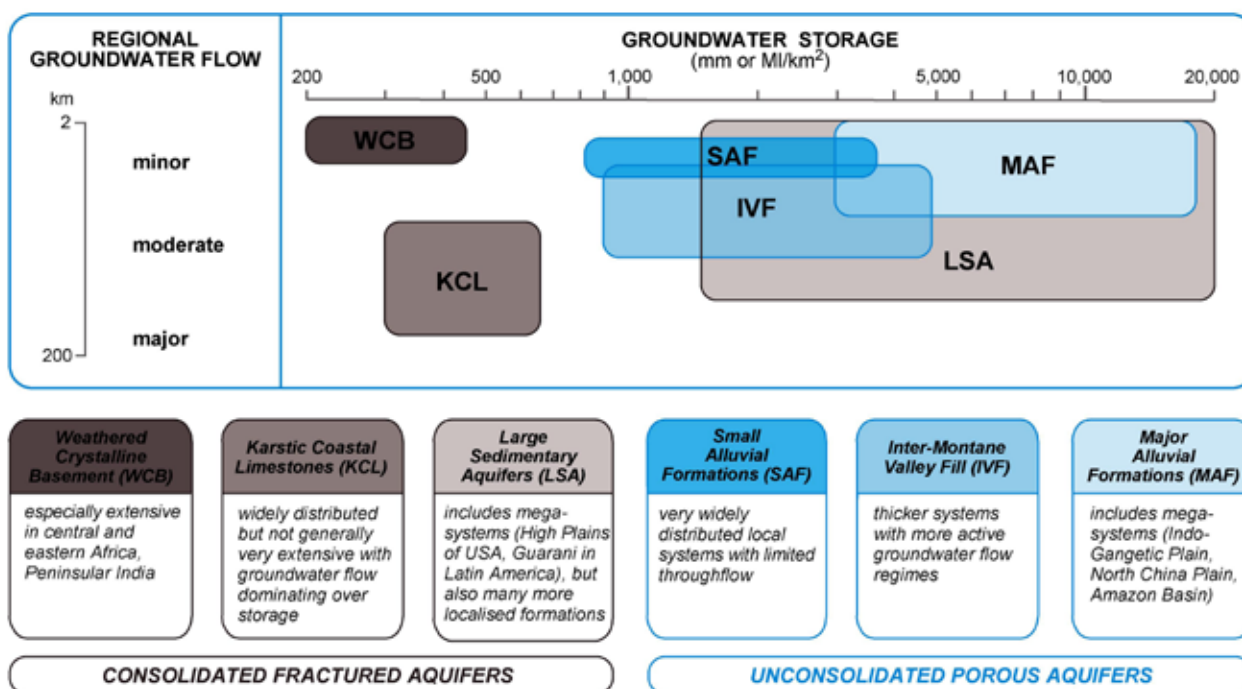 REGIONAL
GROUNDWATER FLOW
GROUNDWATER STORAGE
(mm or Ml/km²)
200 500 1,000 5,000 10,000 20,000
km
2
minor
moderate
major
200
WCB
SAF
MAF
IVF
KCL
LSA
Weathered
Crystalline
Basement (WCB)
especially extensive
in central and
eastern Africa,
Peninsular India
Karstic Coastal
Limestones (KCL)
widely distributed
but not generally
very extensive with
groundwater flow
dominating over
storage
Large
Sedimentary
Aquifers (LSA)
includes mega-
systems (High Plains
of USA, Guarani in
Latin America), but
also many more
localised formations
Small
Alluvial
Formations (SAF)
very widely
distributed local
systems with limited
throughflow
Inter-Montane
Valley Fill (IVF)
thicker systems
with more active
groundwater flow
regimes
Major
Alluvial
Formations (MAF)
includes mega-
systems (Indo-
Gangetic Plain,
North China Plain,
Amazon Basin)
CONSOLIDATED FRACTURED AQUIFERS
UNCONSOLIDATED POROUS AQUIFERS